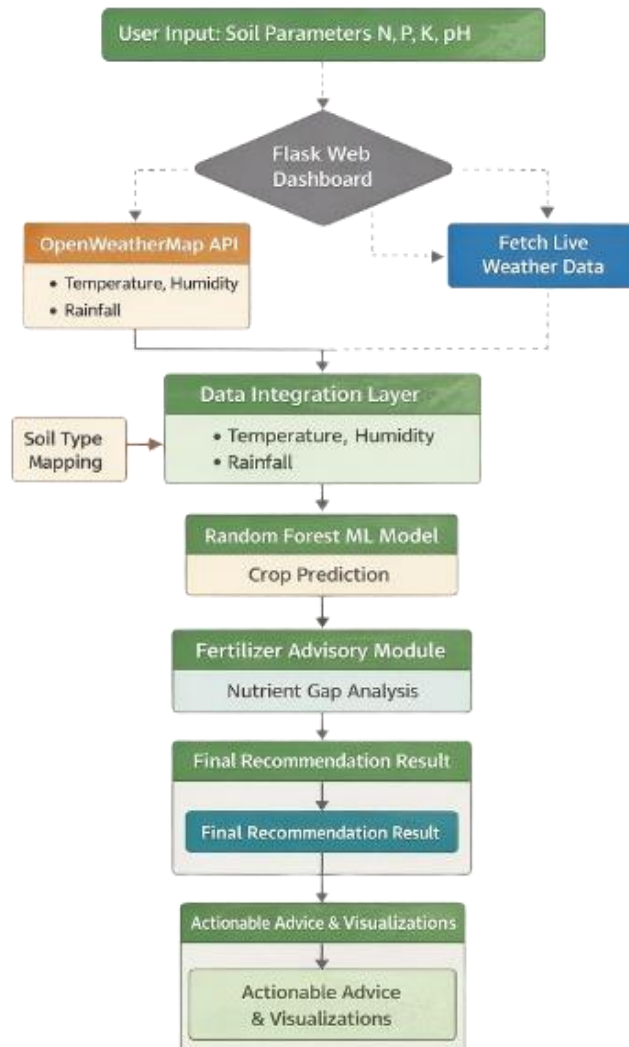 User Input: Soil Parameters N, P, K, pH
Flask Web
Dashboard
OpenWeatherMap API
• Temperature, Humidity
• Rainfall
Fetch Live
Weather Data
Data Integration Layer
• Temperature, Humidity
• Rainfall
Soil Type
Mapping
Random Forest ML Model
Crop Prediction
Fertilizer Advisory Module
Nutrient Gap Analysis
Final Recommendation Result
Final Recommendation Result
Actionable Advice & Visualizations
Actionable Advice
& Visualizations